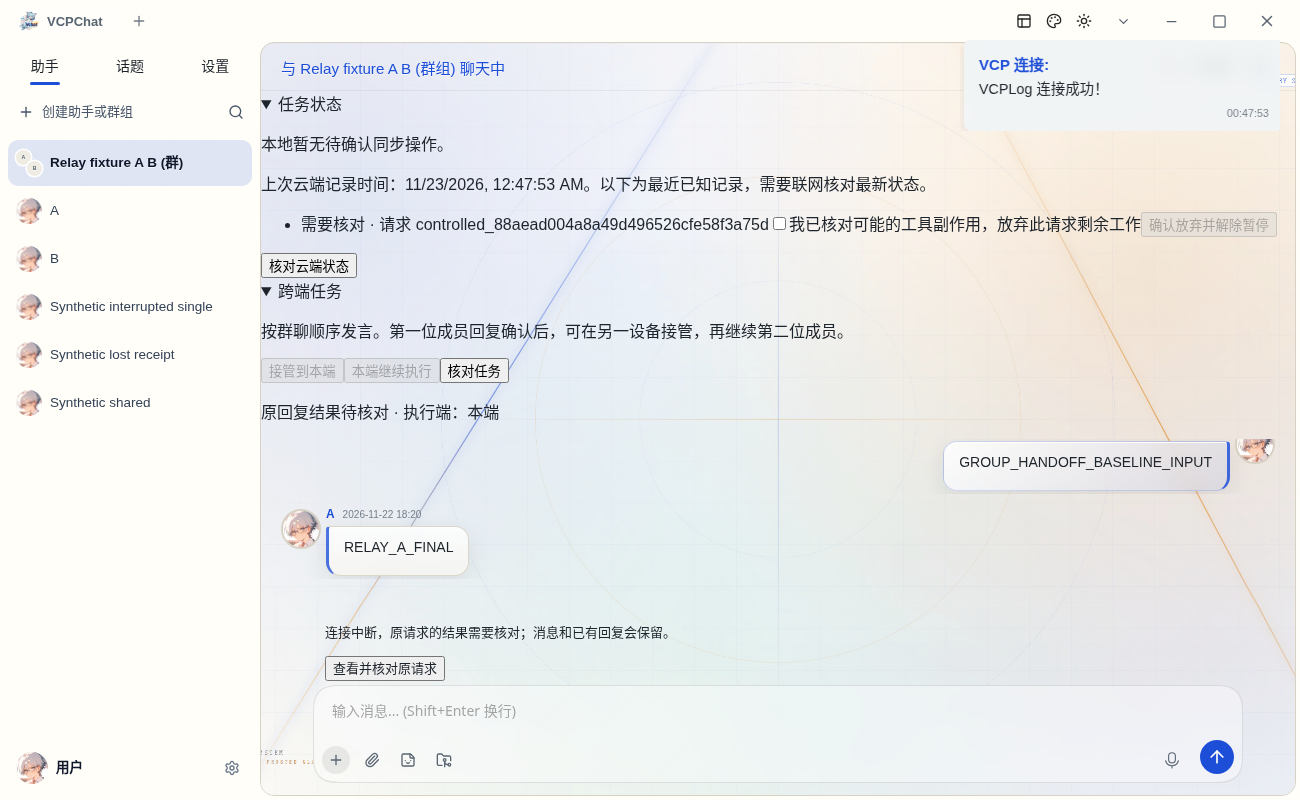 VCPChat
助手 话题 设置
创建助手或群组
Relay fixture A B (群)
A
B
Synthetic interrupted single
Synthetic lost receipt
Synthetic shared
用户
与 Relay fixture A B (群组) 聊天中
VCP 连接:
VCPLog 连接成功!
00:47:53
任务状态
本地暂无待确认同步操作。
上次云端记录时间：11/23/2026, 12:47:53 AM。以下为最近已知记录，需要联网核对最新状态。
需要核对 · 请求 controlled_88aead004a8a49d496526cfe58f3a75d 我已核对可能的工具副作用，放弃此请求剩余工作 确认放弃并解除暂停
核对云端状态
跨端任务
按群聊顺序发言。第一位成员回复确认后，可在另一设备接管，再继续第二位成员。
接管到本端 本端继续执行 核对任务
原回复结果待核对 · 执行端：本端
GROUP_HANDOFF_BASELINE_INPUT
A 2026-11-22 18:20
RELAY_A_FINAL
连接中断，原请求的结果需要核对；消息和已有回复会保留。
查看并核对原请求
输入消息... (Shift+Enter 换行)